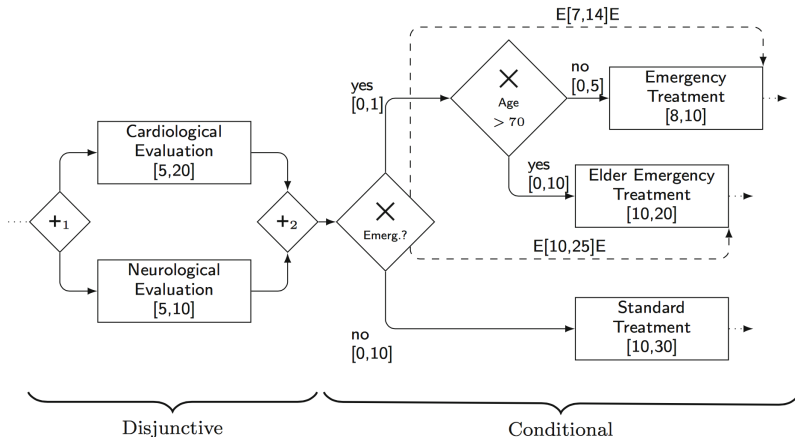 E[7,14]E
yes
[0,1]
Age
> 70
no
[0,5]
Emergency
Treatment
[8,10]
Cardiological
Evaluation
[5,20]
yes
[0,10]
Elder Emergency
Treatment
[10,20]
+1
+2
Emerg.?
E[10,25]E
Neurological
Evaluation
[5,10]
no
[0,10]
Standard
Treatment
[10,30]
Disjunctive
Conditional